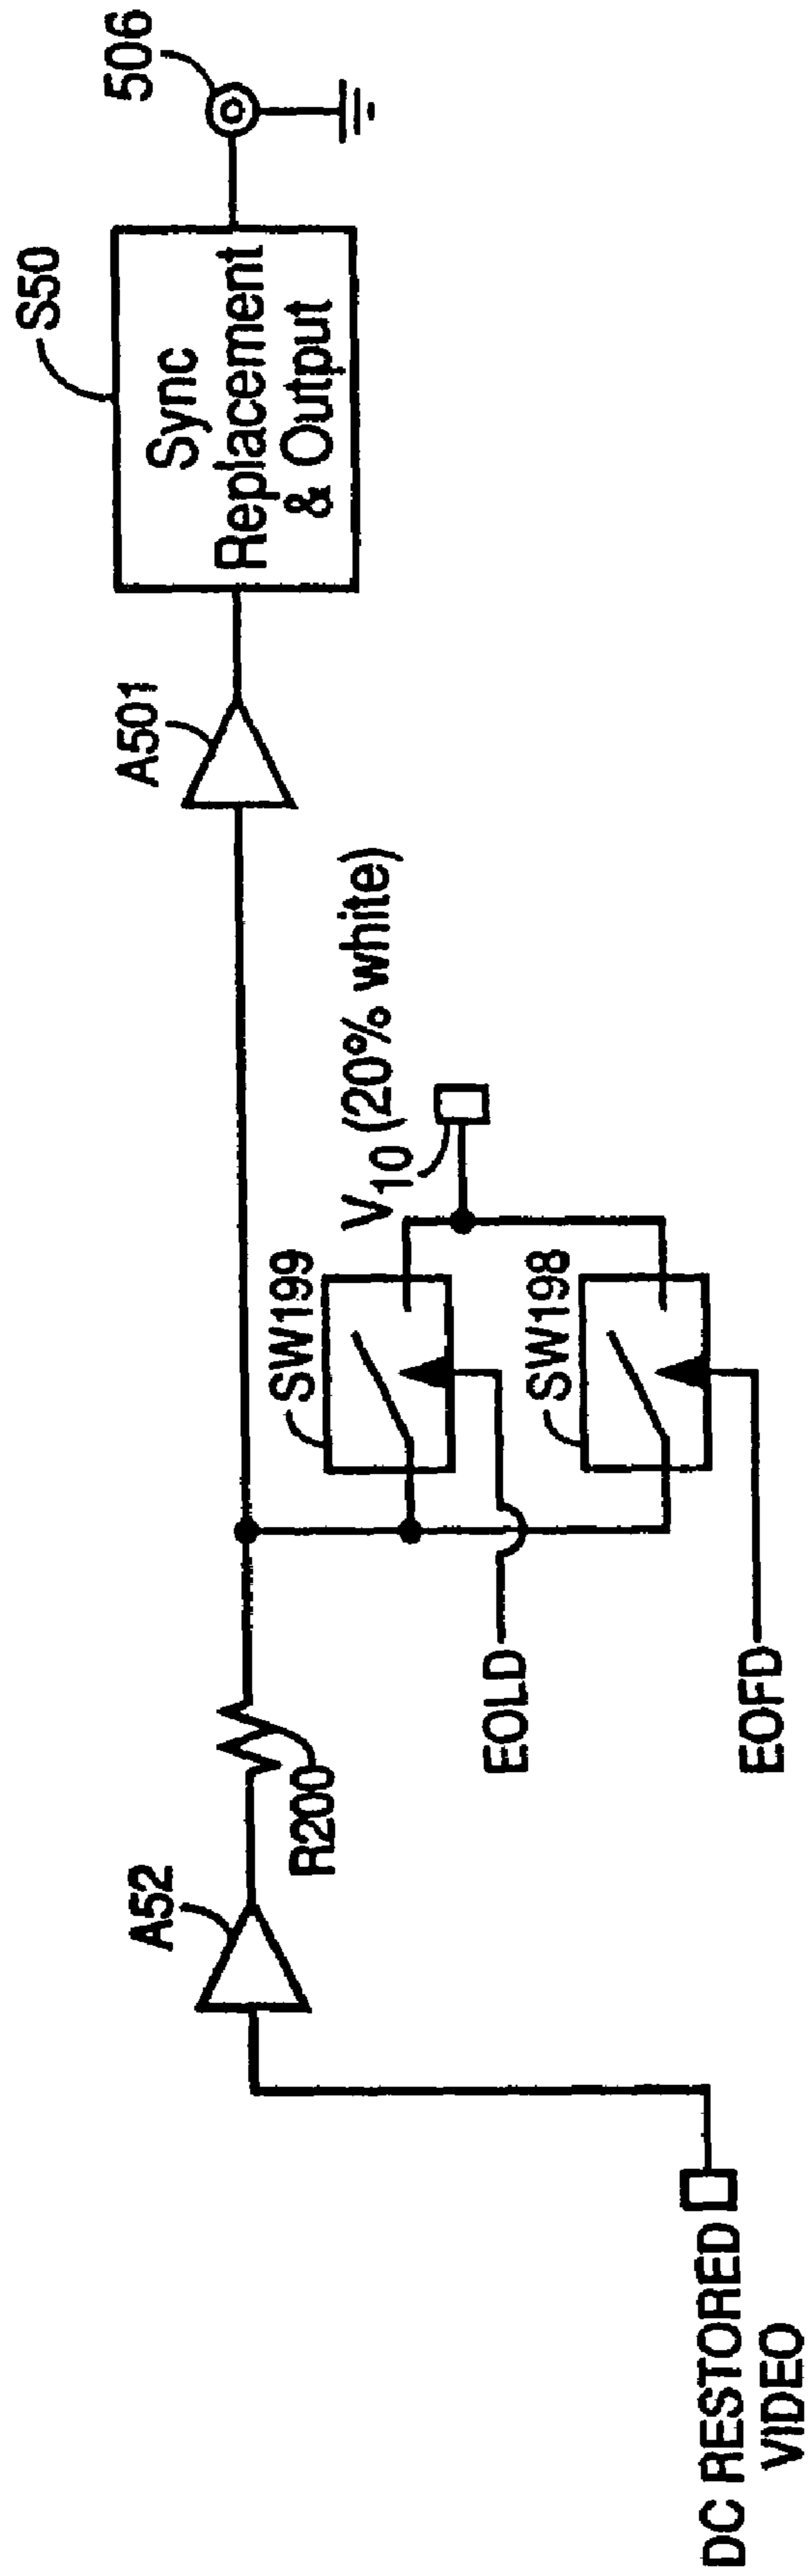 DC RESTORED
VIDEO
A52
R200
EOLD
EOFD
SW199
SW198
V10 (20% white)
A501
S50
Sync
Replacement
& Output
506